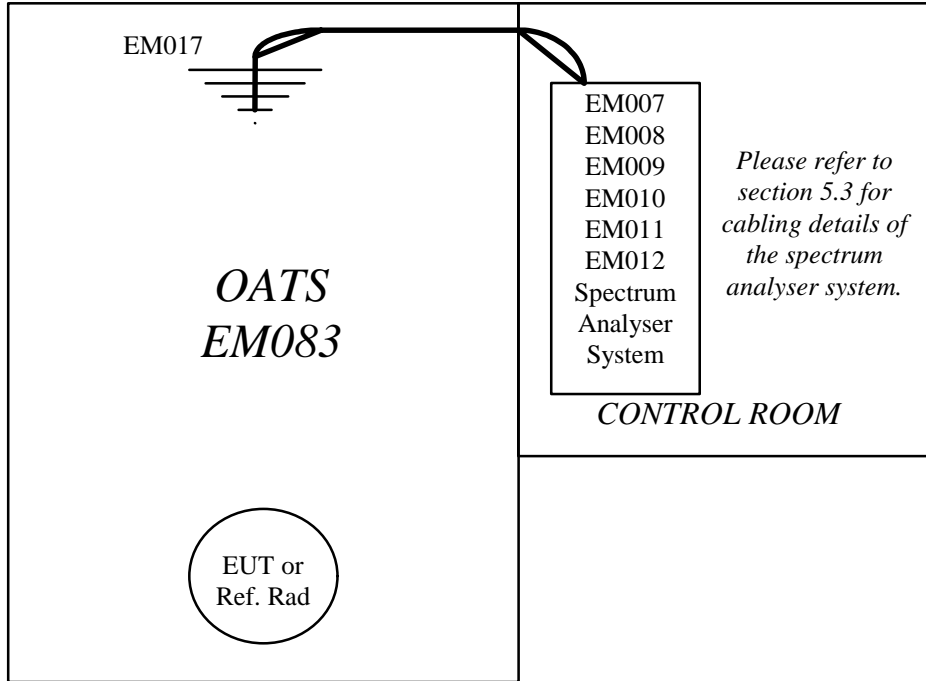 EM017
OATS
EM083
EUT or
Ref. Rad
EM007
EM008
EM009
EM010
EM011
EM012
Spectrum
Analyser
System
Please refer to
section 5.3 for
cabling details of
the spectrum
analyser system.
CONTROL ROOM